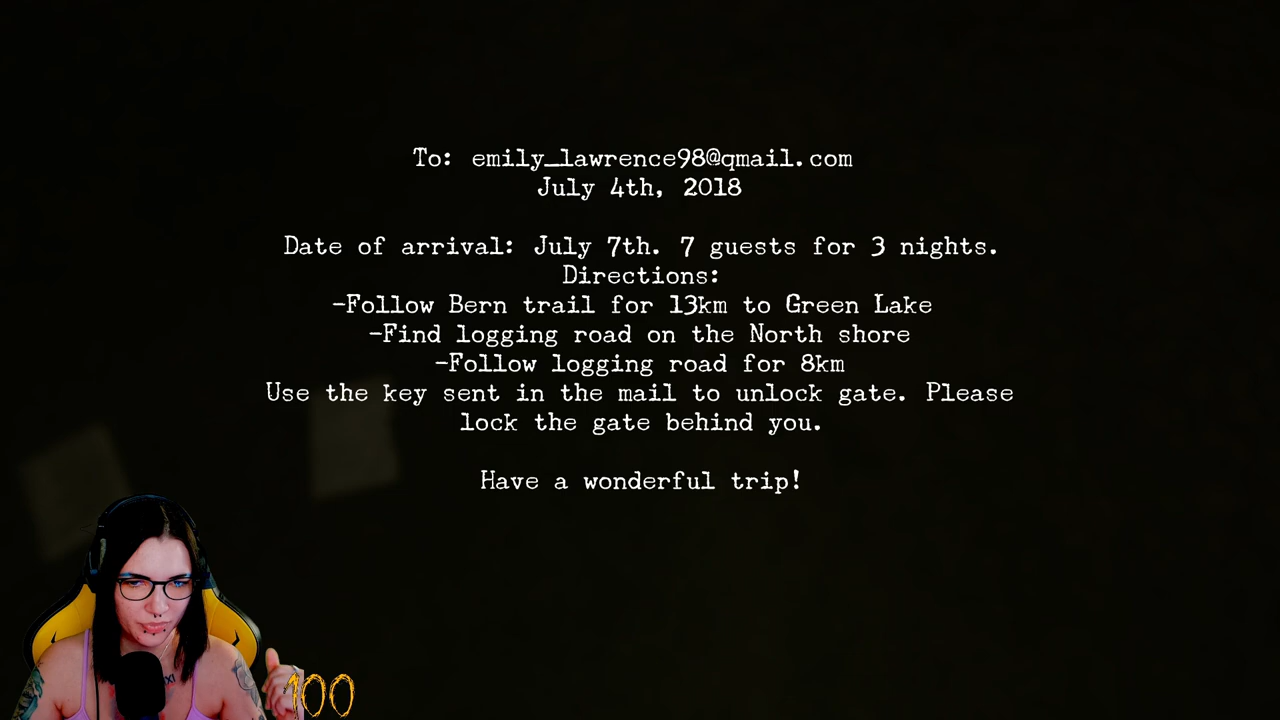 To: emily_lawrence98@qmail.com
July 4th, 2018
Date of arrival: July 7th. 7 guests for 3 nights.
Directions:
-Follow Bern trail for 13km to Green Lake
-Find logging road on the North shore
-Follow logging road for 8km
Use the key sent in the mail to unlock gate. Please
lock the gate behind you.
Have a wonderful trip!
100